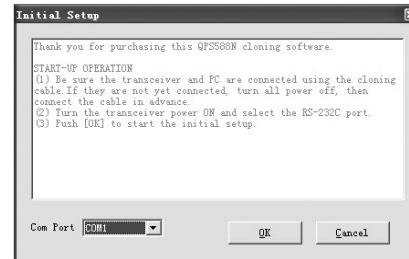 Initial Setup
Thank you for purchasing this QPS588N cloning software.
START-UP OPERATION
(1) Be sure the transceiver and PC are connected using the cloning
cable.If they are not yet connected, turn all power off, then
connect the cable in advance.
(2) Turn the transceiver power ON and select the RS-232C port.
(3) Push [OK] to start the initial setup.
Com Port COM1 OK Cancel